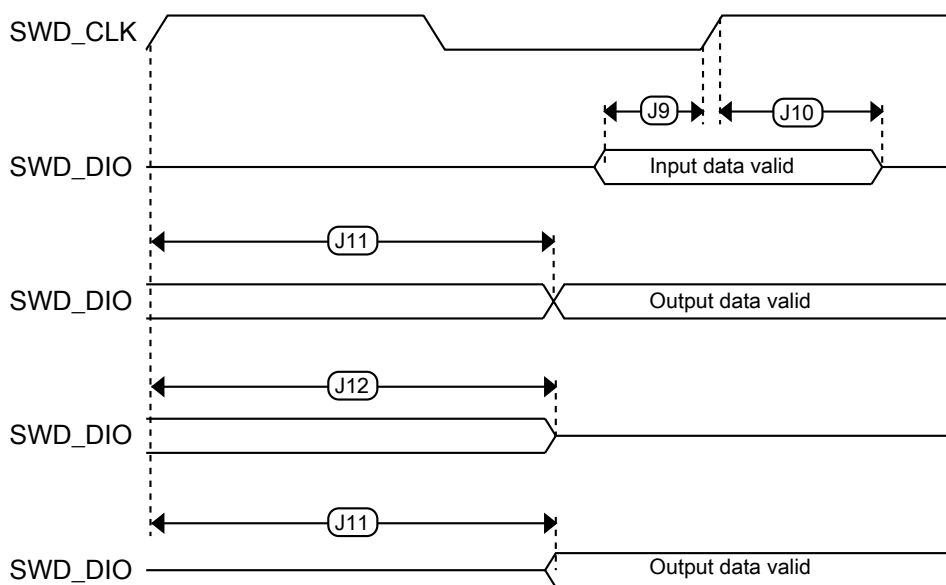 SWD_CLK
J9
J10
SWD_DIO
Input data valid
J11
SWD_DIO
Output data valid
J12
SWD_DIO
J11
SWD_DIO
Output data valid